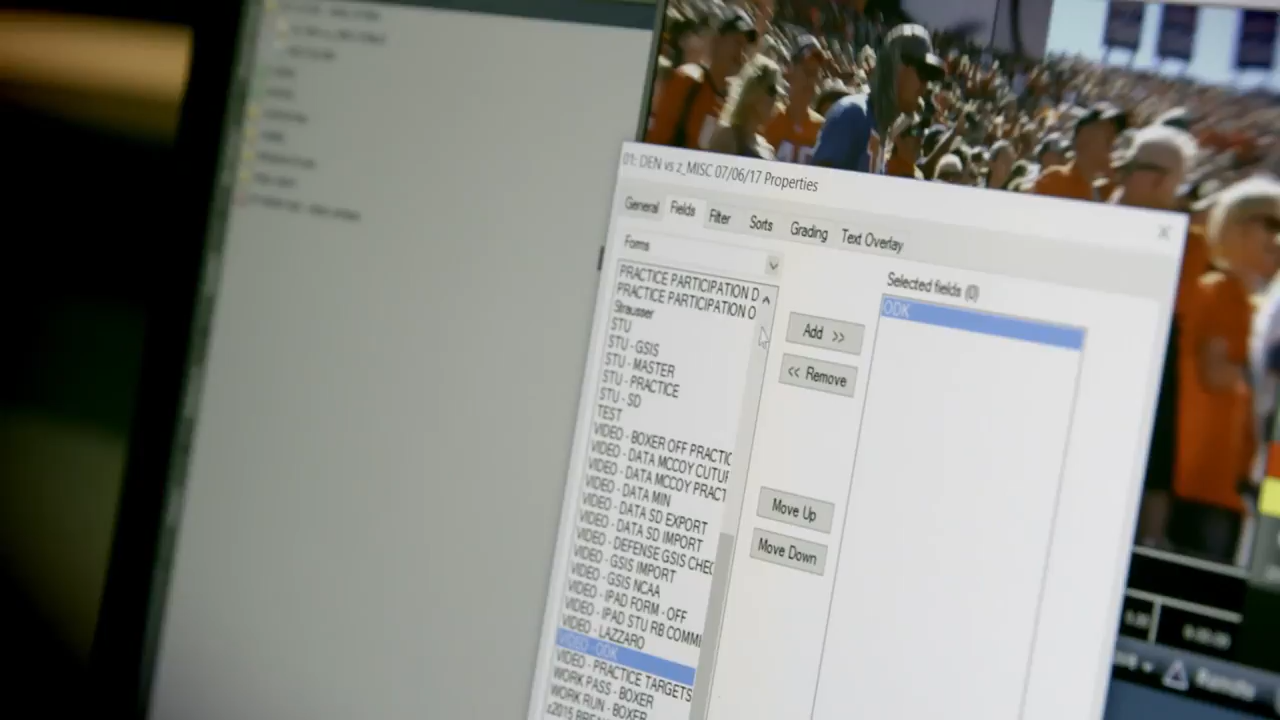 01: DEN vs z_MISC 07/06/17 Properties
General Fields Filter Sorts Grading Text Overlay
Forms
PRACTICE PARTICIPATION D
PRACTICE PARTICIPATION O
Strausser
STU
STU - GSIS
STU - MASTER
STU - PRACTICE
STU - SD
TEST
VIDEO - BOXER OFF PRACTIC
VIDEO - DATA MCCOY CUTUP
VIDEO - DATA MCCOY PRACT
VIDEO - DATA MIN
VIDEO - DATA SD EXPORT
VIDEO - DATA SD IMPORT
VIDEO - DEFENSE GSIS CHEC
VIDEO - GSIS IMPORT
VIDEO - GSIS NCAA
VIDEO - IPAD FORM - OFF
VIDEO - IPAD STU RB COMMI
VIDEO - LAZZARO
VIDEO - ODK
VIDEO - PRACTICE TARGETS
WORK PASS - BOXER
WORK RUN - BOXER
Add >>
<< Remove
Move Up
Move Down
Selected fields (0)
ODK